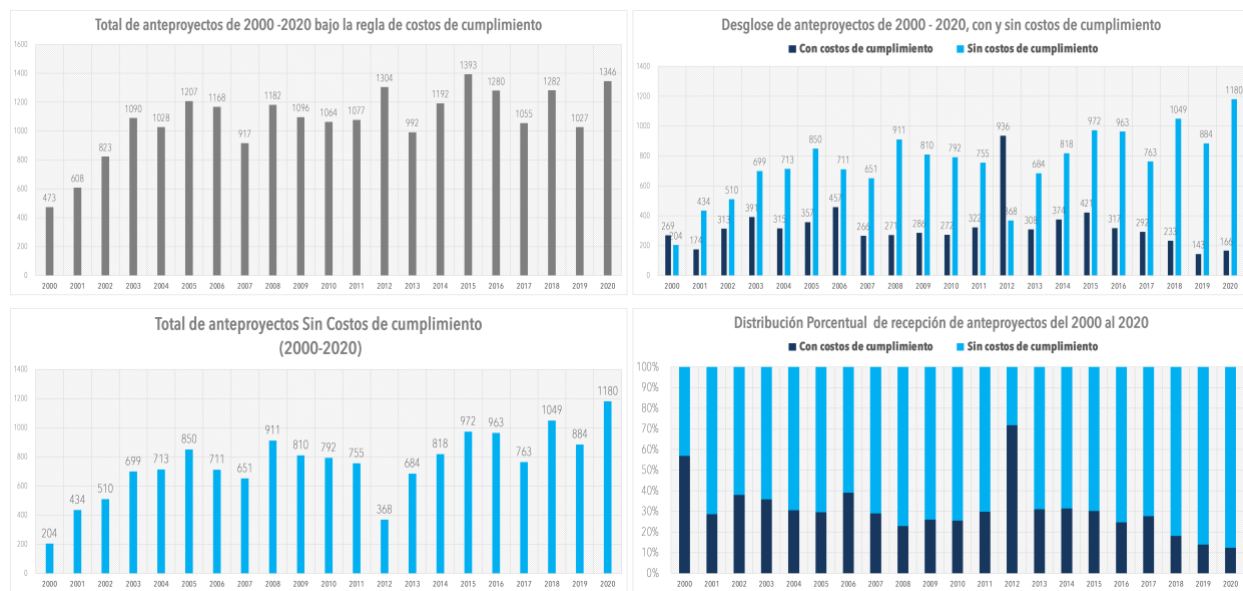 Total de anteproyectos de 2000 -2020 bajo la regla de costos de cumplimiento
1600
1400
1200
1000
800
600
400
200
0
473 608 823 1090 1028 1207 1168 917 1182 1096 1064 1077 1304 992 1192 1393 1280 1055 1282 1027 1346
2000 2001 2002 2003 2004 2005 2006 2007 2008 2009 2010 2011 2012 2013 2014 2015 2016 2017 2018 2019 2020
Desglose de anteproyectos de 2000 - 2020, con y sin costos de cumplimiento
Con costos de cumplimiento Sin costos de cumplimiento
1400
1200
1000
800
600
400
200
0
269 204 174 434 313 510 391 699 315 713 357 850 457 711 266 651 271 911 286 810 272 792 322 755 936 368 308 684 374 818 421 972 317 963 292 763 233 1049 143 884 166 1180
2000 2001 2002 2003 2004 2005 2006 2007 2008 2009 2010 2011 2012 2013 2014 2015 2016 2017 2018 2019 2020
Total de anteproyectos Sin Costos de cumplimiento
(2000-2020)
1400
1200
1000
800
600
400
200
0
204 434 510 699 713 850 711 651 911 810 792 755 368 684 818 972 963 763 1049 884 1180
2000 2001 2002 2003 2004 2005 2006 2007 2008 2009 2010 2011 2012 2013 2014 2015 2016 2017 2018 2019 2020
Distribución Porcentual de recepción de anteproyectos del 2000 al 2020
Con costos de cumplimiento Sin costos de cumplimiento
100%
90%
80%
70%
60%
50%
40%
30%
20%
10%
0%
2000 2001 2002 2003 2004 2005 2006 2007 2008 2009 2010 2011 2012 2013 2014 2015 2016 2017 2018 2019 2020